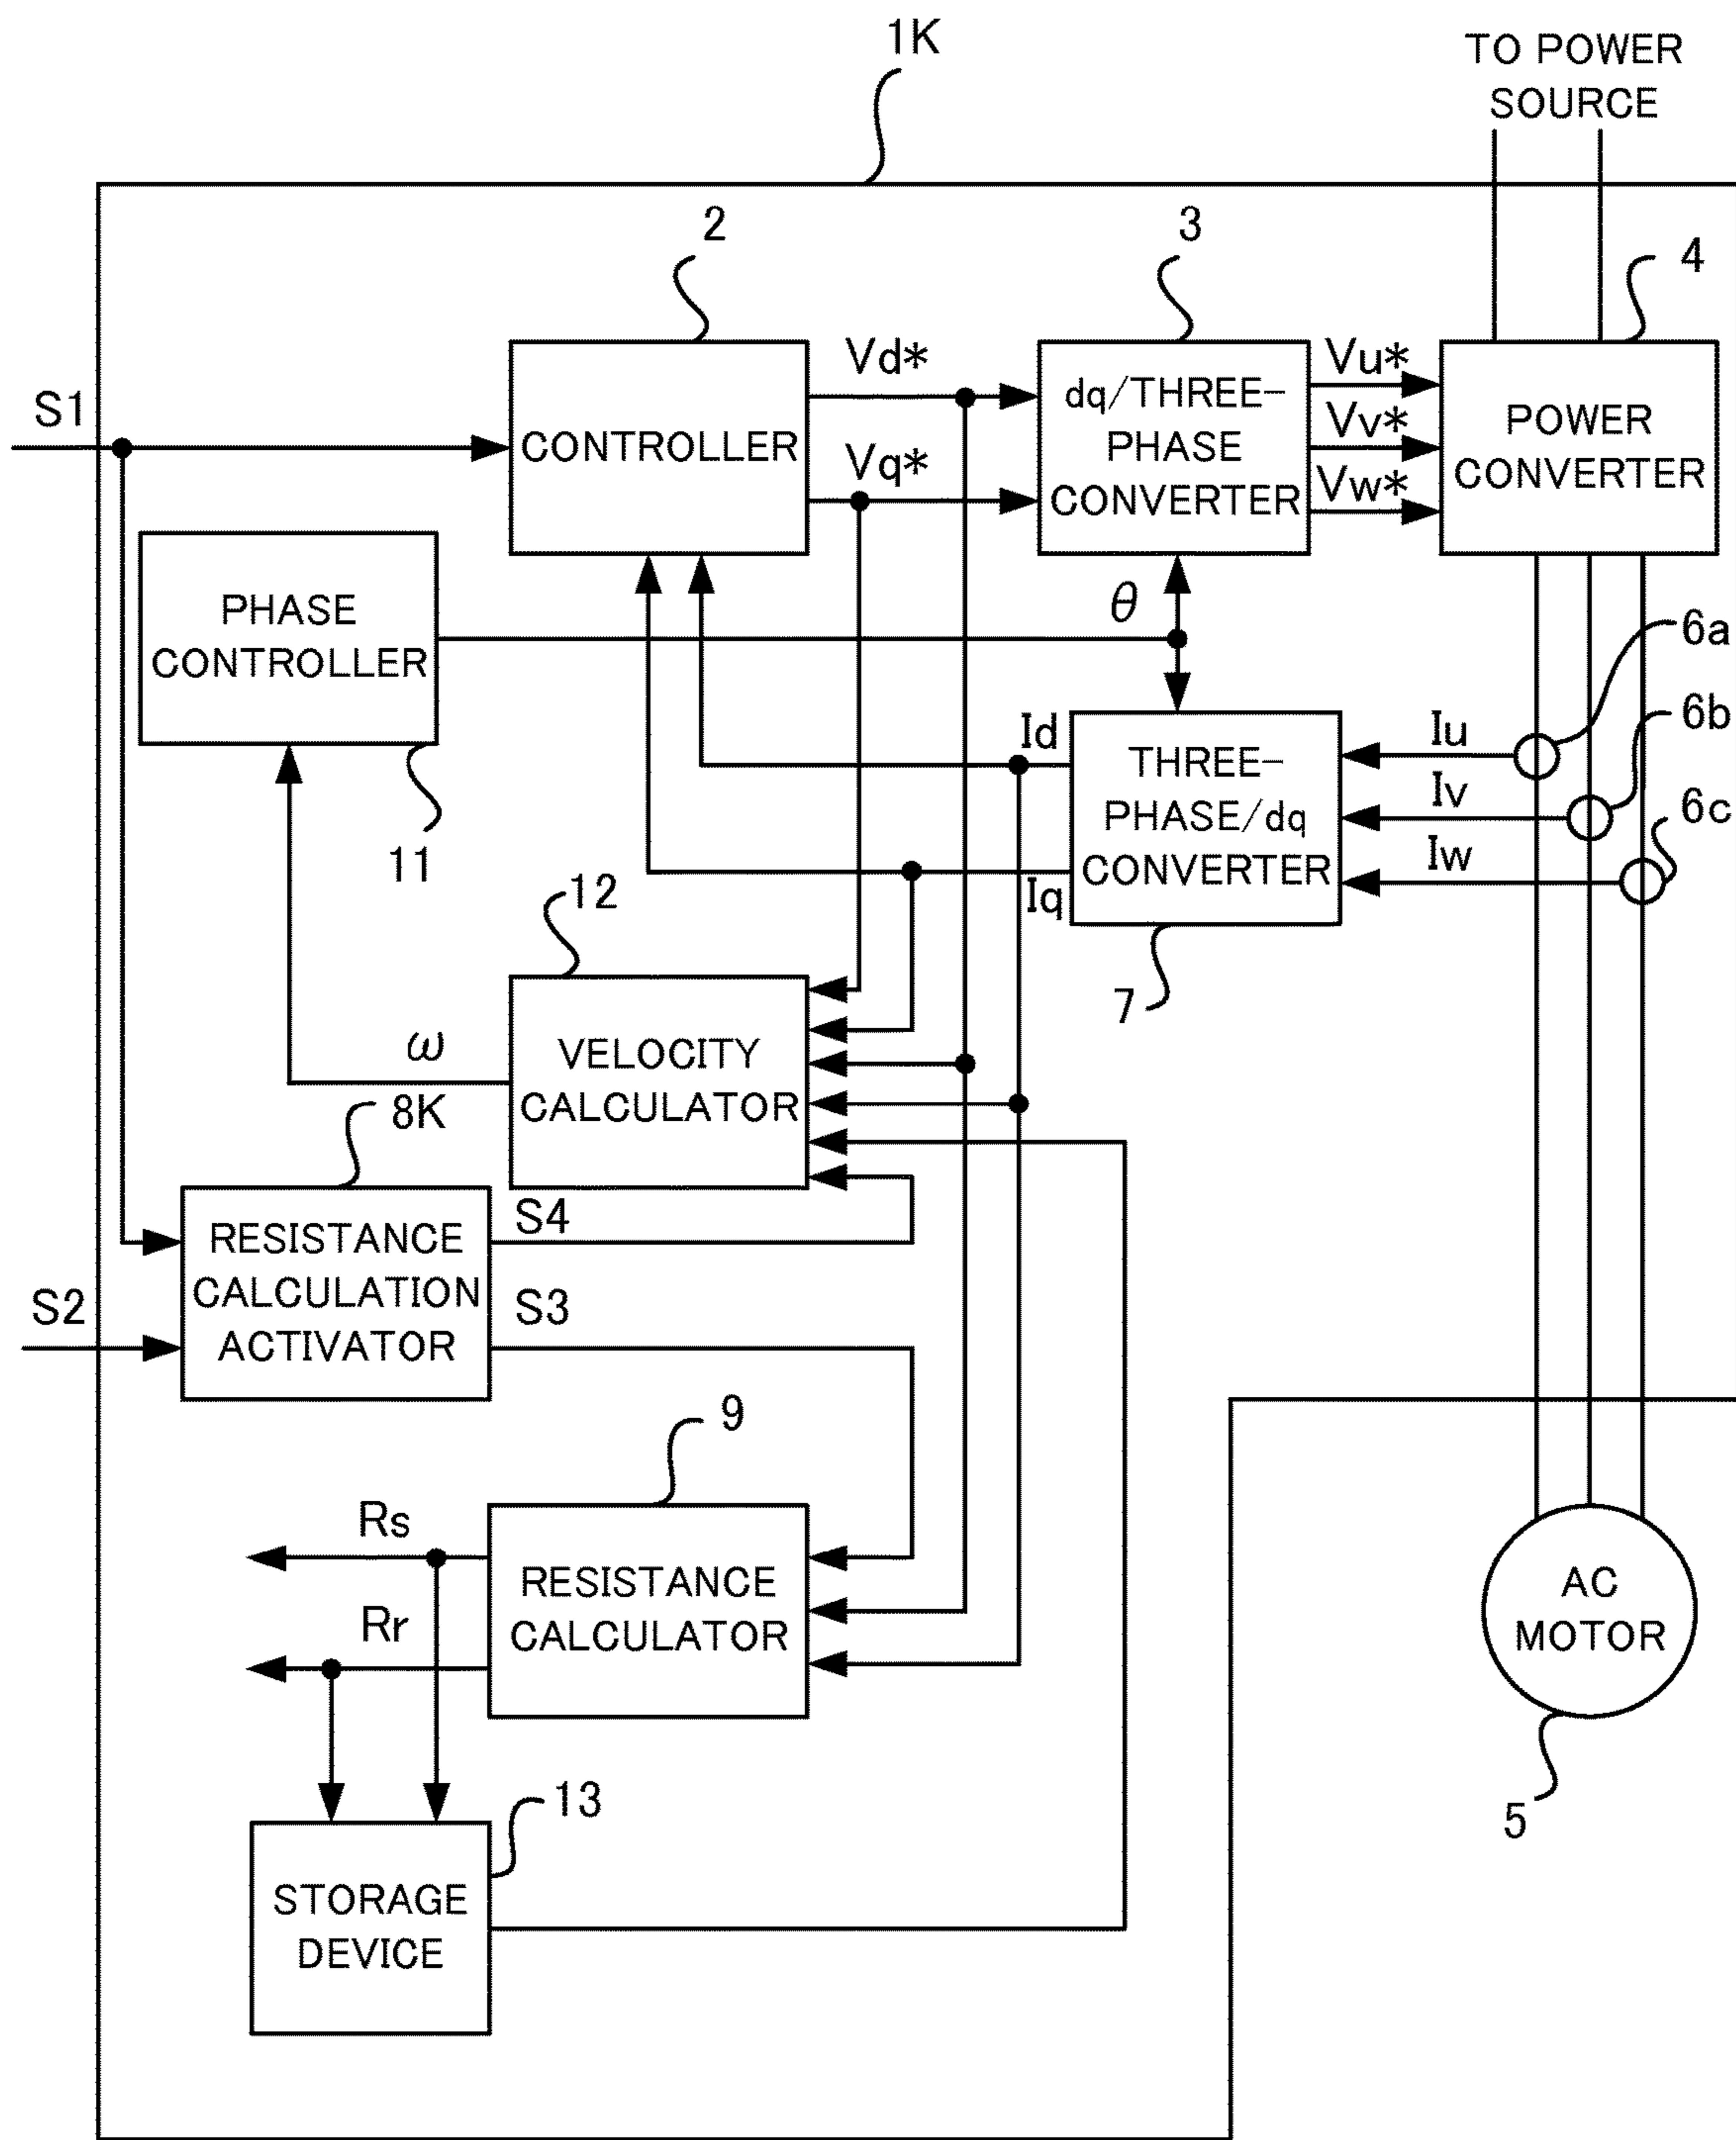 1K
TO POWER
SOURCE
2
3
4
S1
CONTROLLER
Vd*
Vq*
dq/THREE-
PHASE
CONVERTER
Vu*
Vv*
Vw*
POWER
CONVERTER
PHASE
CONTROLLER
11
θ
6a
6b
6c
Id
Iq
THREE-
PHASE/dq
CONVERTER
Iu
Iv
Iw
7
12
ω
VELOCITY
CALCULATOR
8K
S2
RESISTANCE
CALCULATION
ACTIVATOR
S4
S3
9
Rs
Rr
RESISTANCE
CALCULATOR
AC
MOTOR
5
13
STORAGE
DEVICE